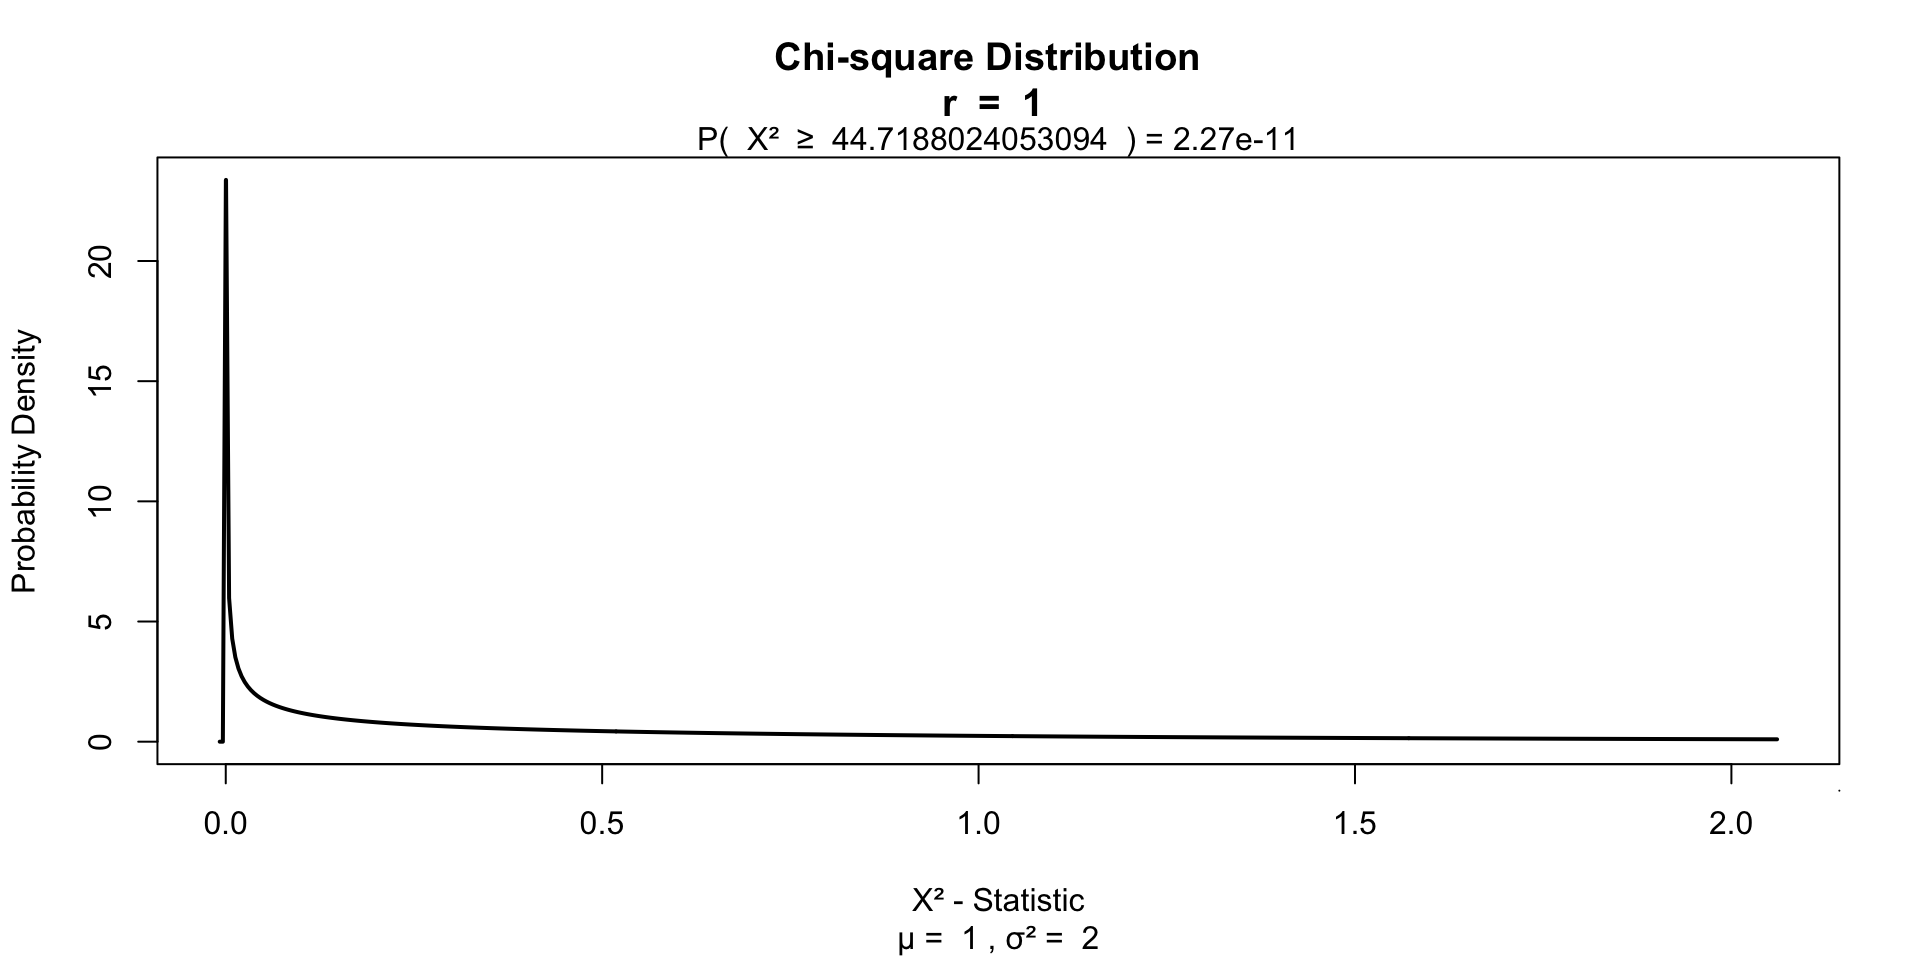 Chi-square Distribution
r = 1
P( X² ≥ 44.7188024053094 ) = 2.27e-11
Probability Density
20
15
10
5
0
0.0 0.5 1.0 1.5 2.0
X² - Statistic
μ = 1 , σ² = 2